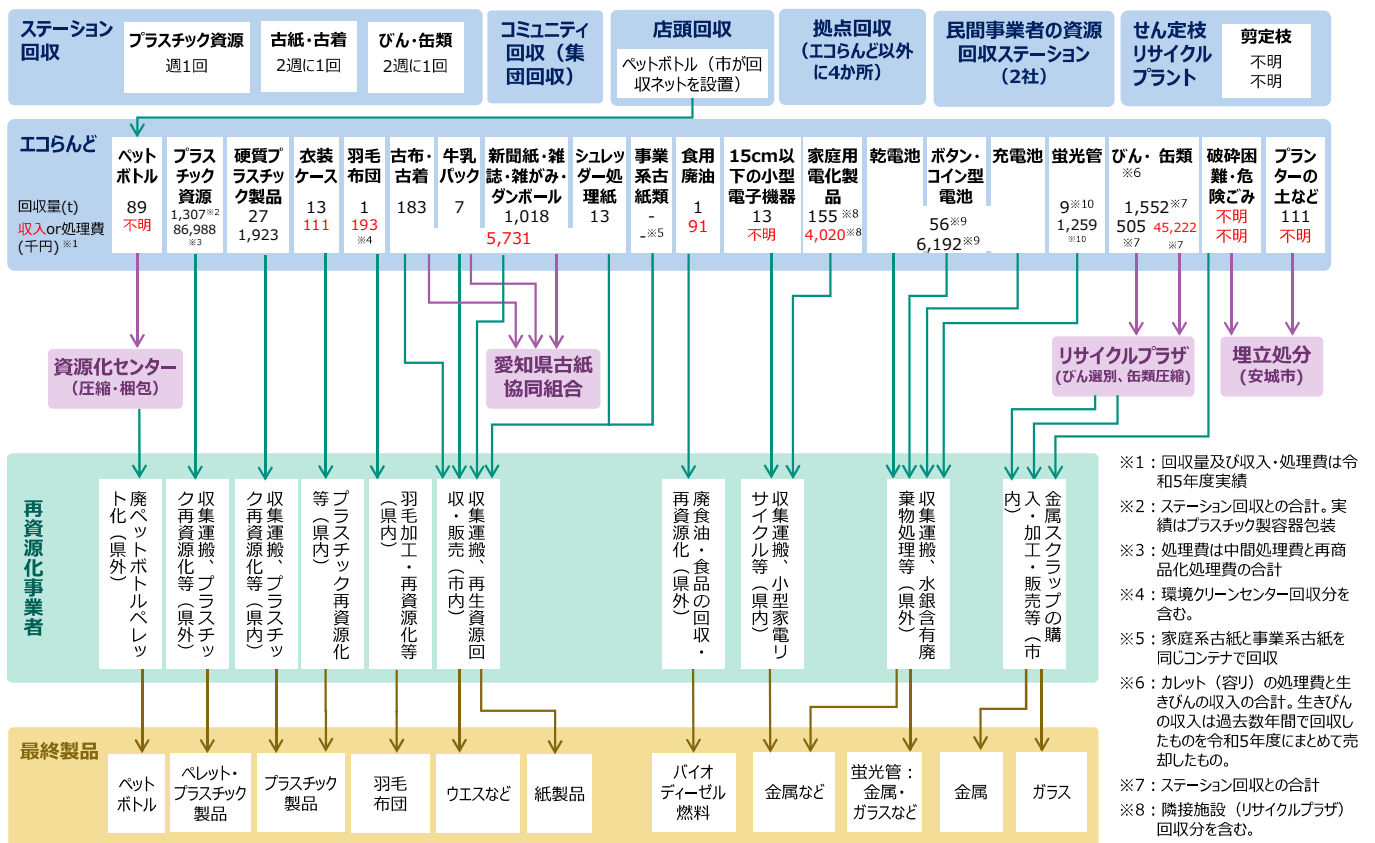 ステーション
回収
プラスチック資源
週1回
古紙・古着
2週に1回
びん・缶類
2週に1回
コミュニティ
回収（集
団回収）
店頭回収
ペットボトル（市が回
収ネットを設置）
拠点回収
（エコらんど以外
に4か所）
民間事業者の資源
回収ステーション
（2社）
せん定枝
リサイクル
プラント
剪定枝
不明
不明
エコらんど
回収量(t)
収入or処理費
(千円)※1
ペット
ボトル
89
不明
プラス
チック
資源
1,307※2
86,988
※3
硬質プ
ラスチッ
ク製品
27
1,923
衣装
ケース
13
111
羽毛
布団
1
193
※4
古布・
古着
183
牛乳
パック
7
新聞紙・雑
誌・雑がみ・
ダンボール
1,018
5,731
シュレッ
ダー処
理紙
13
事業
系古
紙類
-
-※5
食用
廃油
1
91
15cm以
下の小型
電子機器
13
不明
家庭用
電化製
品
155※8
4,020※8
乾電池
ボタン・
コイン型
電池
56※9
6,192※9
充電池
蛍光管
9※10
1,259
※10
びん・缶類
※6
1,552※7
505
※7
45,222
※7
破砕困
難・危
険ごみ
不明
不明
プラン
ターの
土など
111
不明
資源化センター
（圧縮・梱包）
愛知県古紙
協同組合
リサイクルプラザ
(びん選別、缶類圧縮)
埋立処分
(安城市)
再資源化事業者
廃ペットボトルペレッ
ト化（県外）
収集運搬、プラスチッ
ク再資源化等（県外）
収集運搬、プラスチッ
ク再資源化等（県内）
プラスチック再資源化
等（県内）
羽毛加工・再資源化等
（県内）
収集運搬、再生資源回
収・販売（市内）
廃食油・食品の回収・
再資源化（県外）
収集運搬、小型家電リ
サイクル等（県内）
収集運搬、水銀含有廃
棄物処理等（県外）
金属スクラップの購
入・加工・販売等（市
内）
最終製品
ペット
ボトル
ペレット・
プラスチック
製品
プラスチック
製品
羽毛
布団
ウエスなど
紙製品
バイオ
ディーゼル
燃料
金属など
蛍光管：
金属・
ガラスなど
金属
ガラス
※1：回収量及び収入・処理費は令
和5年度実績
※2：ステーション回収との合計。実
績はプラスチック製容器包装
※3：処理費は中間処理費と再商
品化処理費の合計
※4：環境クリーンセンター回収分を
含む。
※5：家庭系古紙と事業系古紙を
同じコンテナで回収
※6：カレット（容リ）の処理費と生
きびんの収入の合計。生きびん
の収入は過去数年間で回収し
たものを令和5年度にまとめて売
却したもの。
※7：ステーション回収との合計
※8：隣接施設（リサイクルプラザ）
回収分を含む。